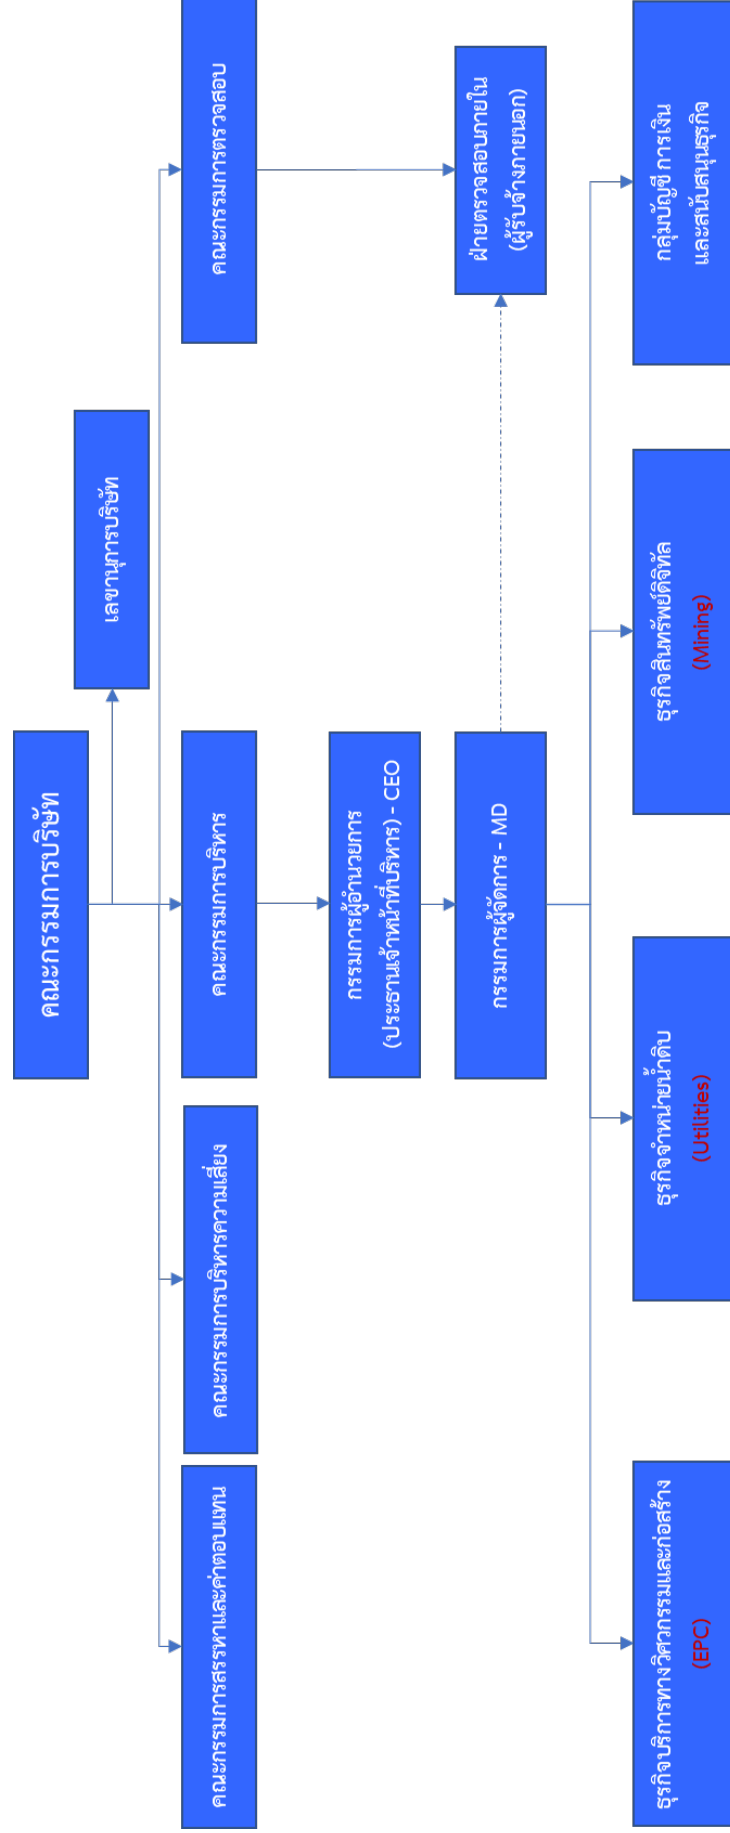 คณะกรรมการบริษัท
เลขานุการบริษัท
คณะกรรมการสรรหาและค่าตอบแทน
คณะกรรมการบริหารความเสี่ยง
คณะกรรมการบริหาร
คณะกรรมการตรวจสอบ
กรรมการผู้อำนวยการ
(ประธานเจ้าหน้าที่บริหาร) - CEO
กรรมการผู้จัดการ - MD
ฝ่ายตรวจสอบภายใน
(ผู้รับจ้างภายนอก)
ธุรกิจบริการทางวิศวกรรมและก่อสร้าง
(EPC)
ธุรกิจจำหน่ายน้ำดิบ
(Utilities)
ธุรกิจสินทรัพย์ดิจิทัล
(Mining)
กลุ่มบัญชี การเงิน
และสนับสนุนธุรกิจ